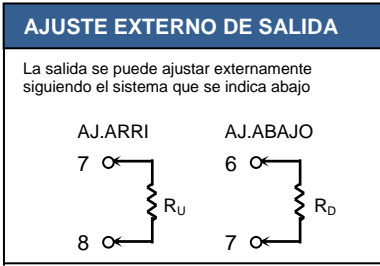 AJUSTE EXTERNO DE SALIDA
La salida se puede ajustar externamente
siguiendo el sistema que se indica abajo
AJ.ARRI AJ.ABAJO
7 6
RU RD
8 7